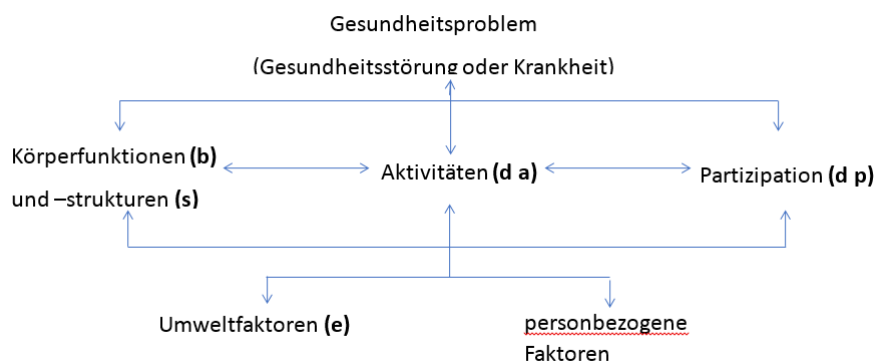 Gesundheitsproblem
(Gesundheitsstörung oder Krankheit)
Körperfunktionen (b)
und –strukturen (s)
Aktivitäten (d a)
Partizipation (d p)
Umweltfaktoren (e)
personbezogene
Faktoren